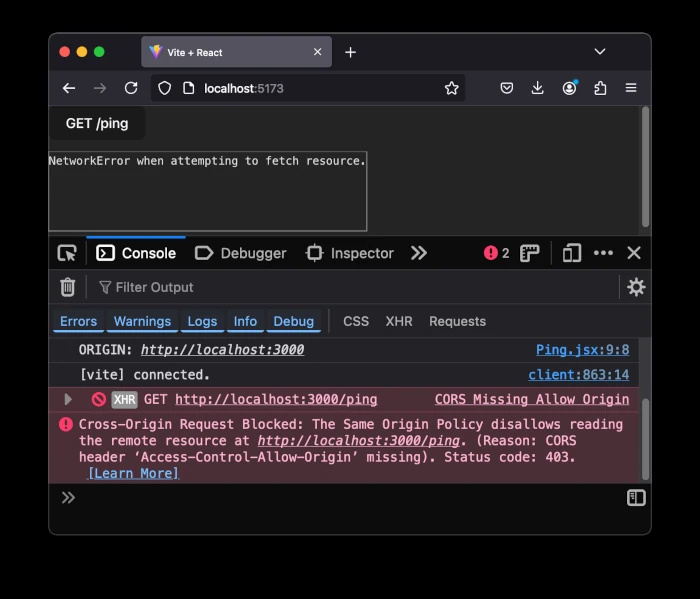 Vite + React
localhost:5173
GET /ping
NetworkError when attempting to fetch resource.
Console Debugger Inspector 2
Filter Output
Errors Warnings Logs Info Debug CSS XHR Requests
ORIGIN: http://localhost:3000 Ping.jsx:9:8
[vite] connected. client:863:14
XHR GET http://localhost:3000/ping CORS Missing Allow Origin
Cross-Origin Request Blocked: The Same Origin Policy disallows reading
the remote resource at http://localhost:3000/ping. (Reason: CORS
header ‘Access-Control-Allow-Origin’ missing). Status code: 403.
[Learn More]